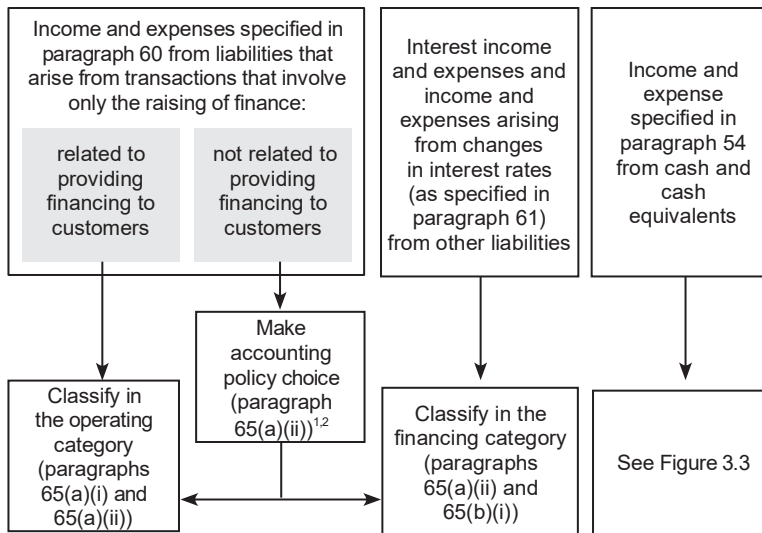 Income and expenses specified in
paragraph 60 from liabilities that
arise from transactions that involve
only the raising of finance:
related to
providing
financing to
customers
not related to
providing
financing to
customers
Interest income
and expenses and
income and
expenses arising
from changes
in interest rates
(as specified in
paragraph 61)
from other liabilities
Income and
expense
specified in
paragraph 54
from cash and
cash
equivalents
Make
accounting
policy choice
(paragraph
65(a)(ii))1,2
Classify in
the operating
category
(paragraphs
65(a)(i) and
65(a)(ii))
Classify in the
financing category
(paragraphs
65(a)(ii) and
65(b)(i))
See Figure 3.3